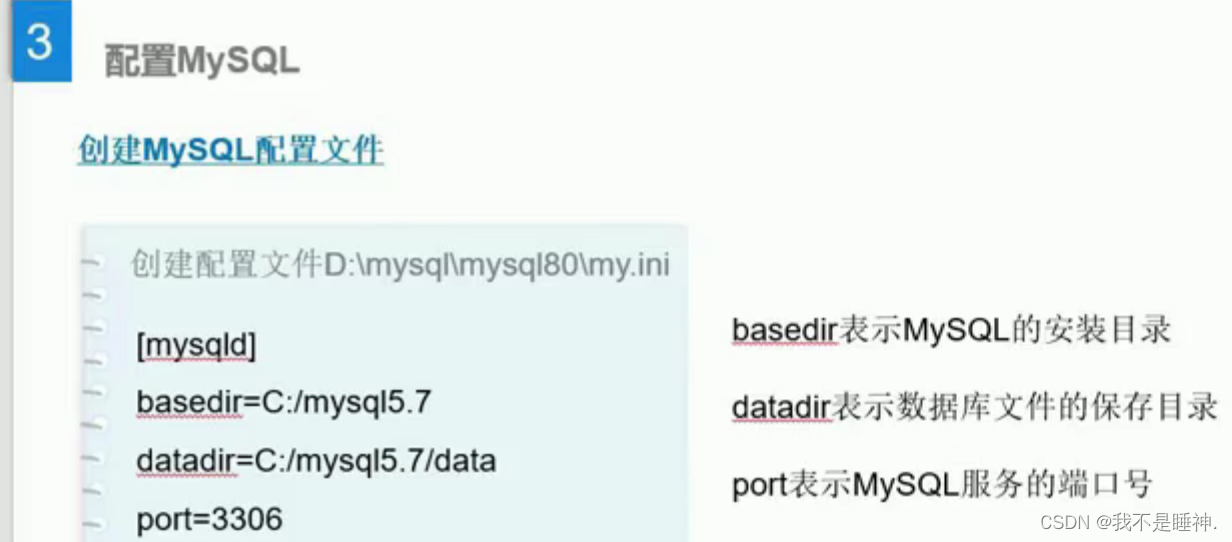 3
配置MySQL
创建MySQL配置文件
创建配置文件D:\mysql\mysql80\my.ini
[mysqld]
basedir=C:/mysql5.7
datadir=C:/mysql5.7/data
port=3306
basedir表示MySQL的安装目录
datadir表示数据库文件的保存目录
port表示MySQL服务的端口号
CSDN @我不是睡神.